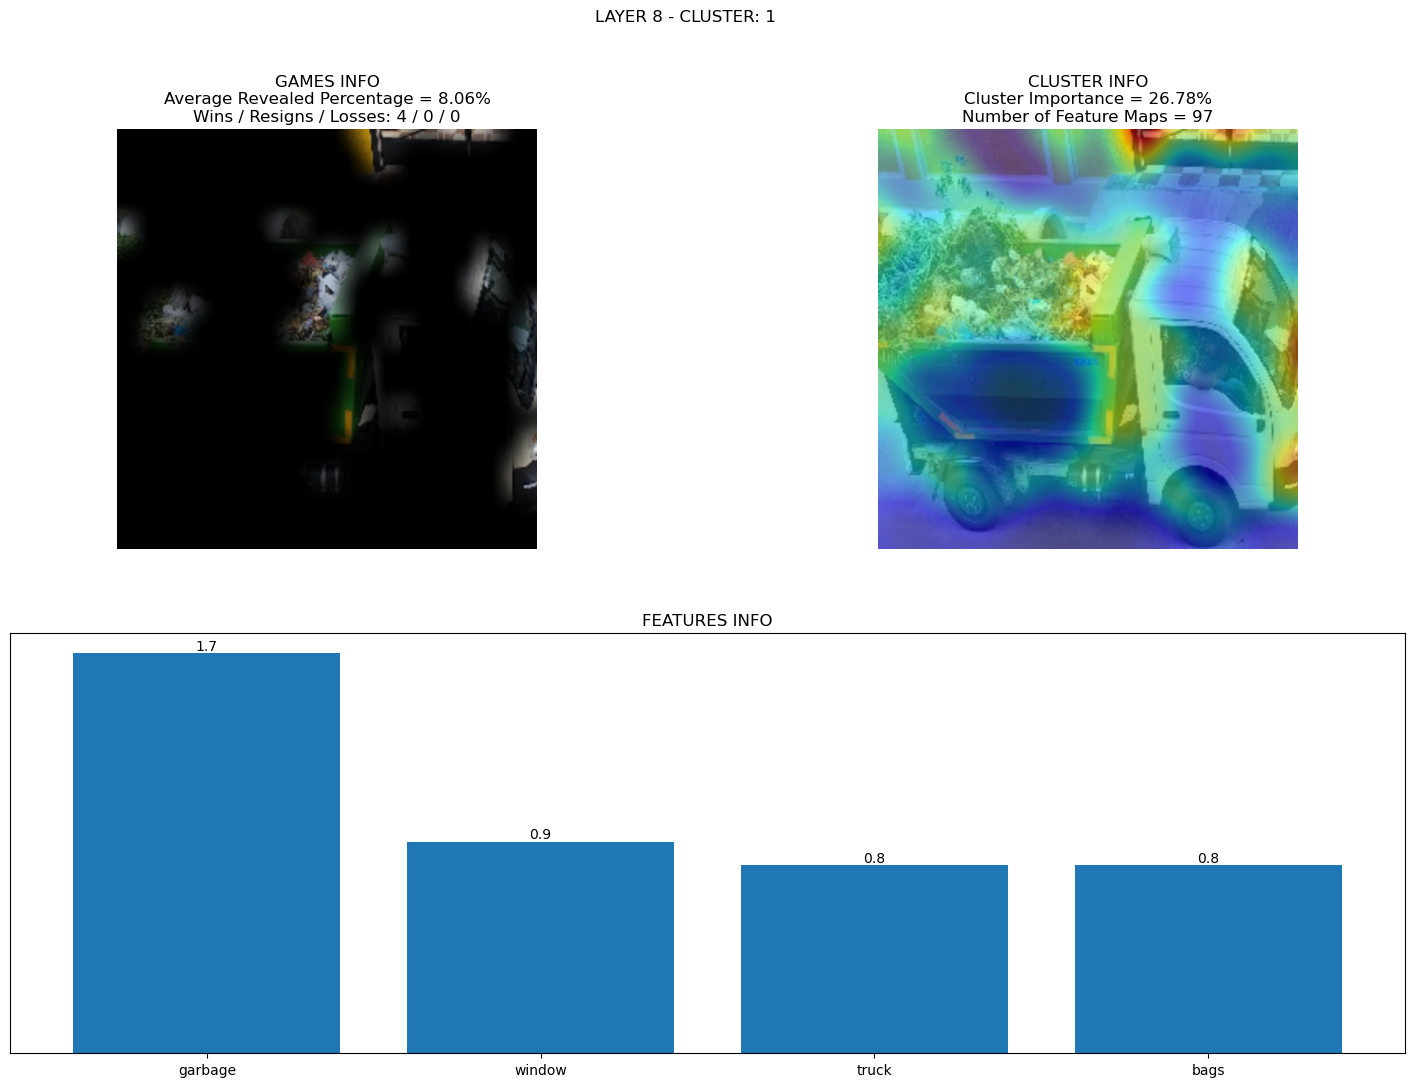 LAYER 8 - CLUSTER: 1
GAMES INFO
Average Revealed Percentage = 8.06%
Wins / Resigns / Losses: 4 / 0 / 0
CLUSTER INFO
Cluster Importance = 26.78%
Number of Feature Maps = 97
FEATURES INFO
1.7
0.9
0.8
0.8
garbage
window
truck
bags